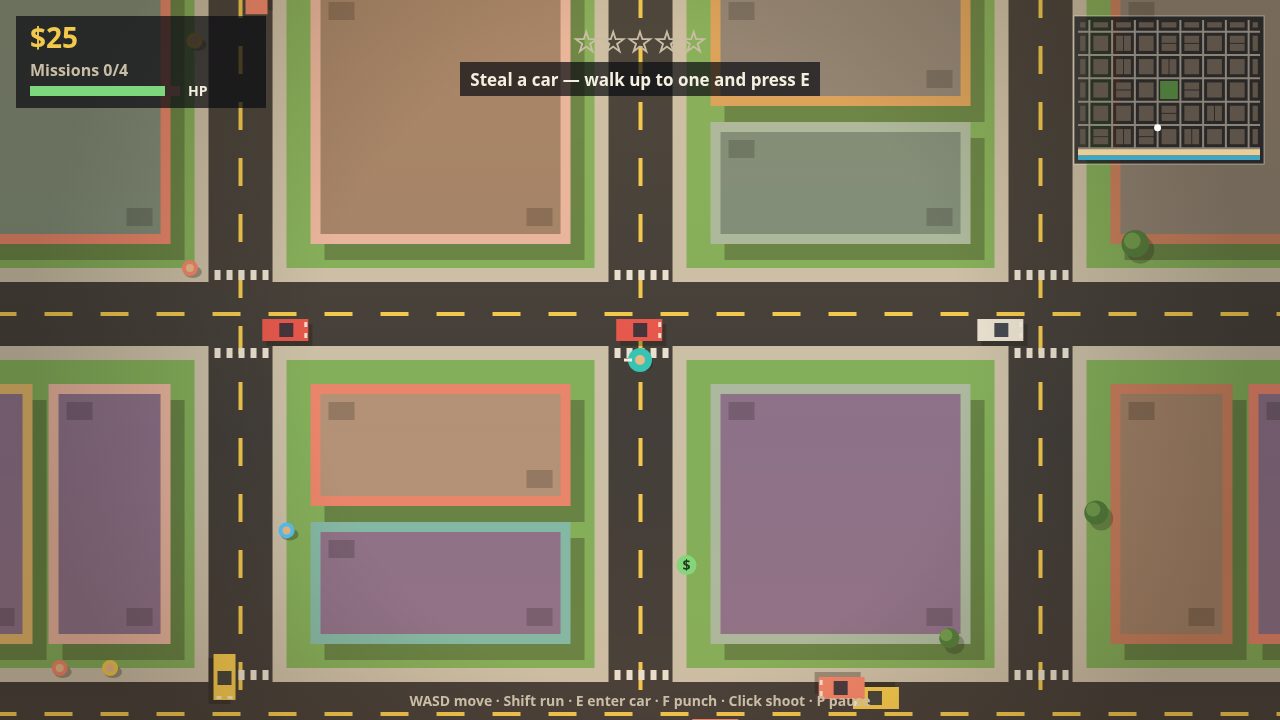 $25
Missions 0/4
HP
Steal a car — walk up to one and press E
$
WASD move · Shift run · E enter car · F punch · Click shoot · P pause